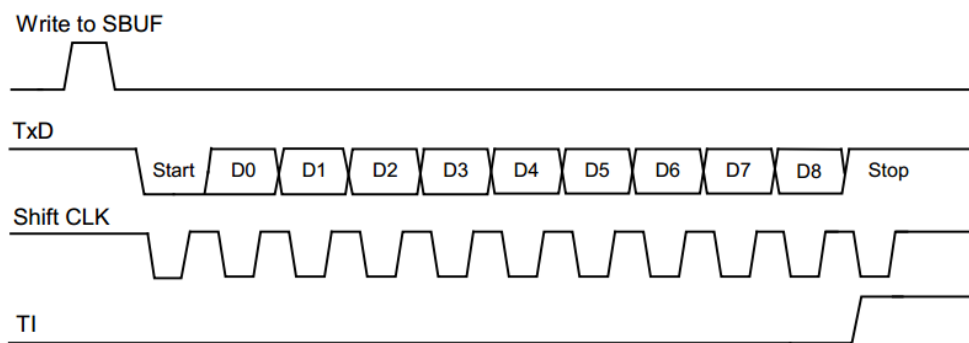 Write to SBUF
TxD
Start D0 D1 D2 D3 D4 D5 D6 D7 D8 Stop
Shift CLK
TI